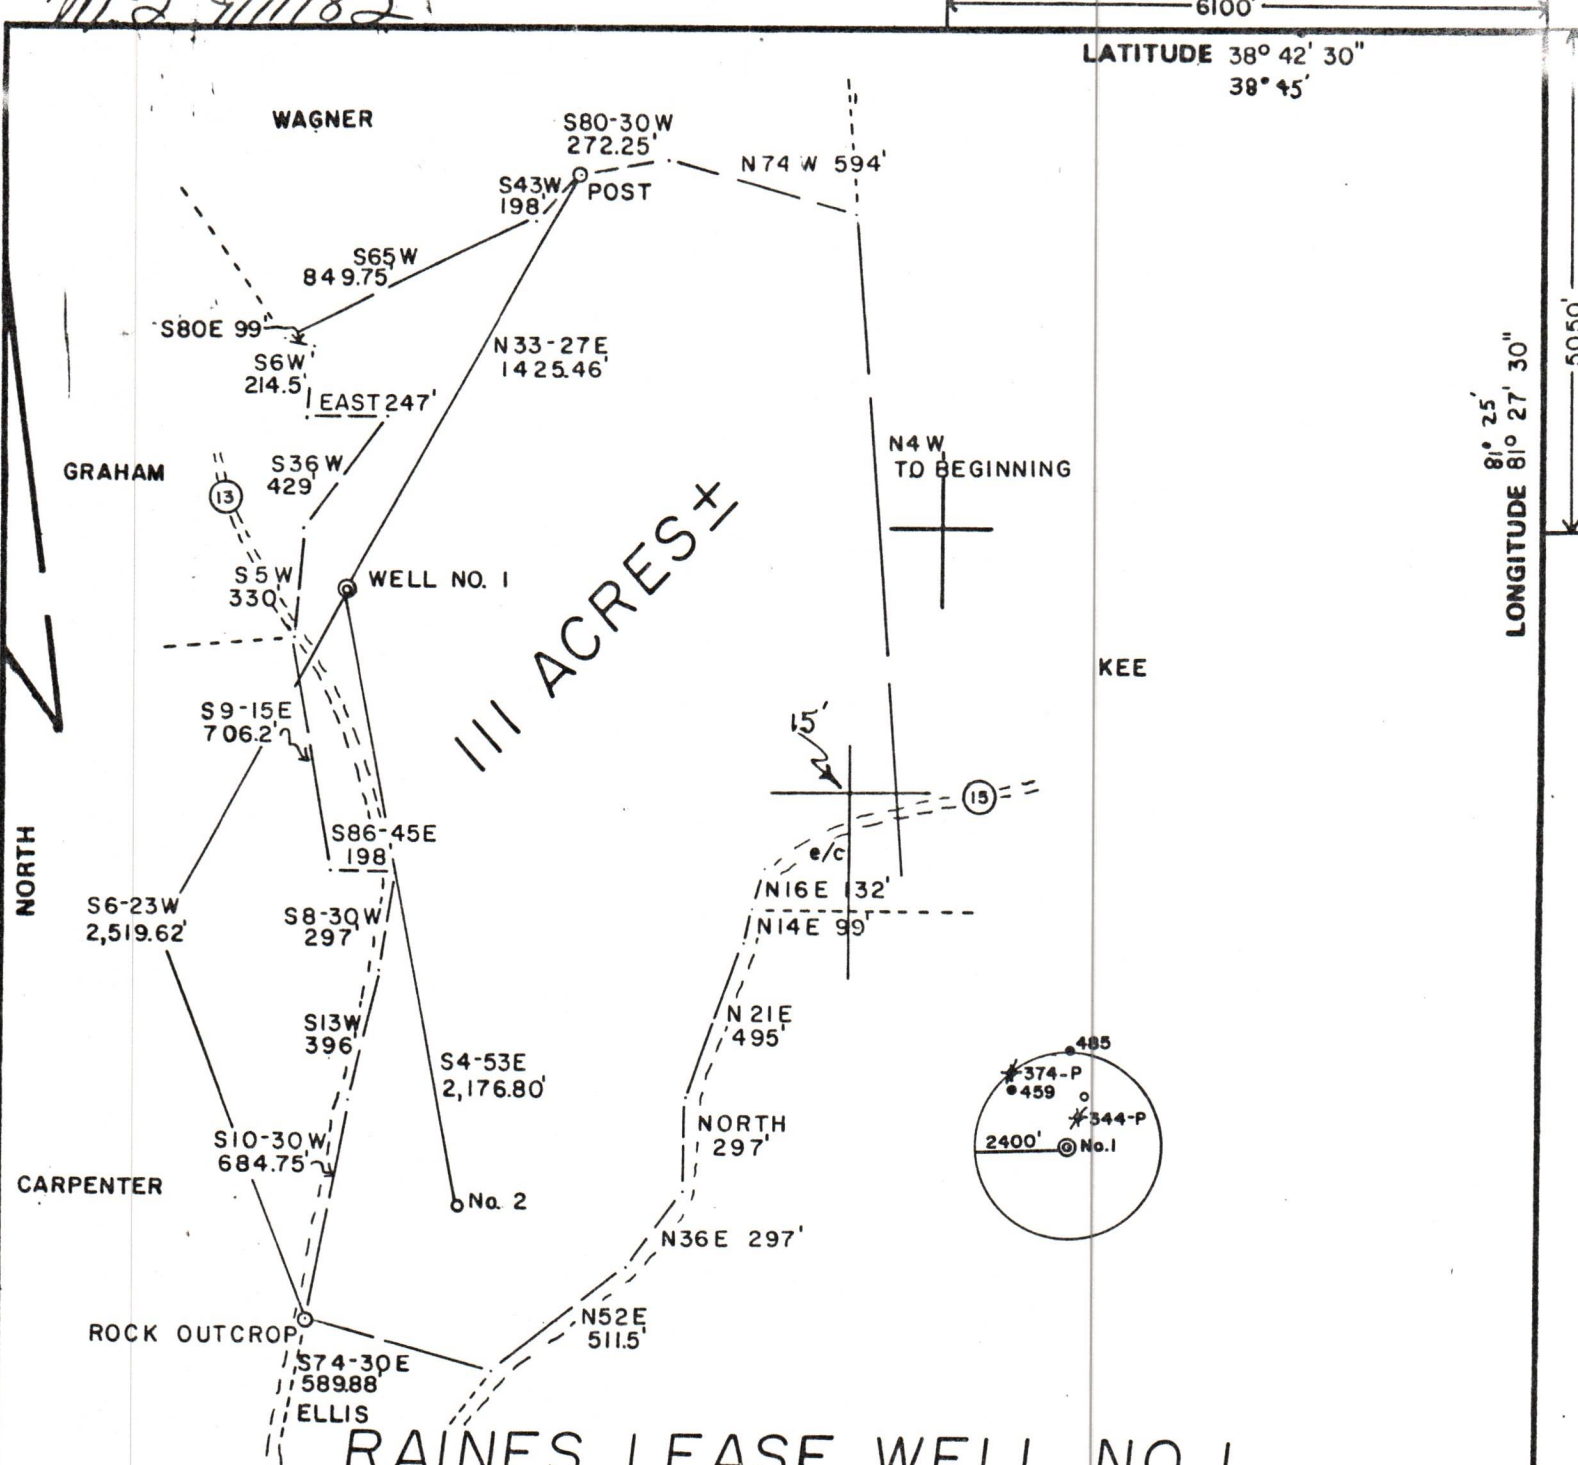 6100'
LATITUDE 38° 42' 30"
38° 45'
WAGNER
S80-30W
272.25'
N74W 594'
S43W
198'
POST
S65W
849.75'
S80E 99'
S6W
214.5'
N33-27E
1425.46'
EAST 247'
5050'
81° 25'
LONGITUDE 81° 27' 30"
N4W
TO BEGINNING
GRAHAM
S36W
429'
13
S5W
330'
WELL NO. 1
111 ACRES±
KEE
S9-15E
706.2'
15'
15
S86-45E
198'
e/c
NORTH
N16E 132'
S6-23W
2,519.62'
S8-30W
297'
N14E 99'
N21E
495'
S13W
396'
S4-53E
2,176.80'
485
374-P
459
344-P
2400'
No.1
NORTH
297'
S10-30W
684.75'
CARPENTER
No. 2
N36E 297'
ROCK OUTCROP
N52E
511.5'
S74-30E
589.88'
ELLIS
RAINES LEASE WELL NO. 1